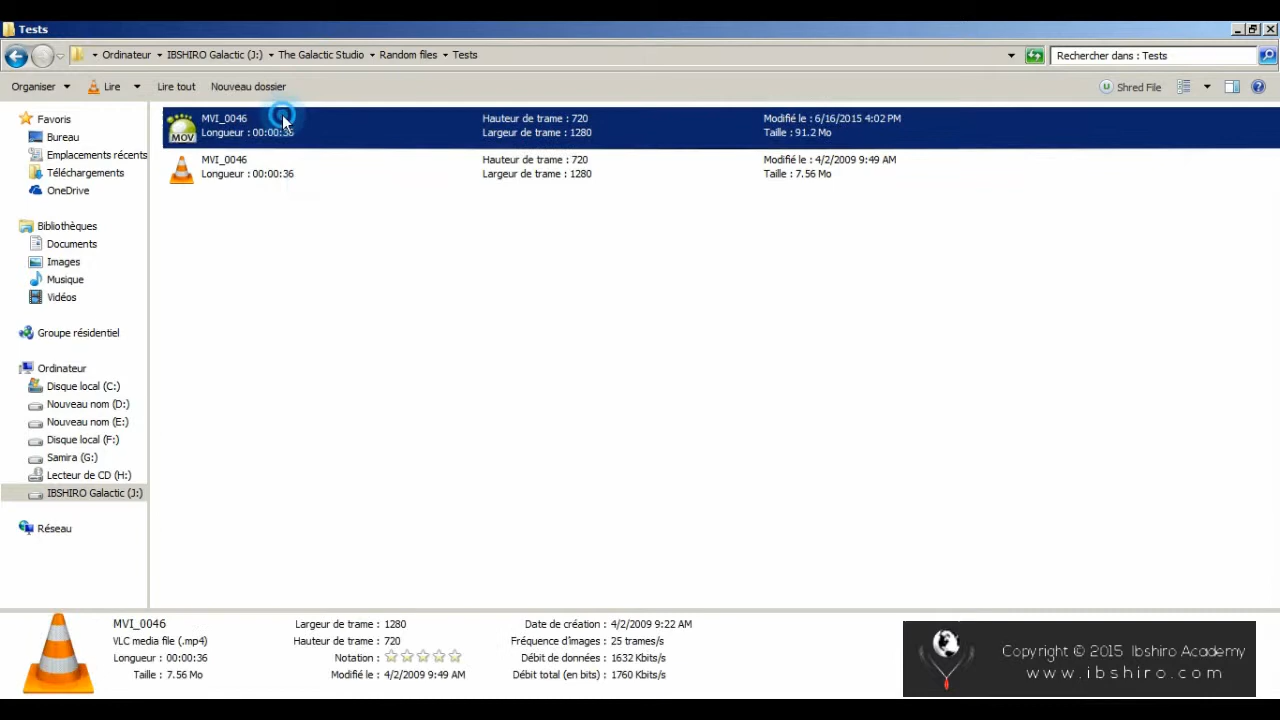 Tests
Ordinateur IBSHIRO Galactic (J:) The Galactic Studio Random files Tests
Rechercher dans : Tests
Organiser Lire Lire tout Nouveau dossier Shred File
Favoris
Bureau
Emplacements récents
Téléchargements
OneDrive
Bibliothèques
Documents
Images
Musique
Vidéos
Groupe résidentiel
Ordinateur
Disque local (C:)
Nouveau nom (D:)
Nouveau nom (E:)
Disque local (F:)
Samira (G:)
Lecteur de CD (H:)
IBSHIRO Galactic (J:)
Réseau
MOV
MVI_0046 Hauteur de trame : 720 Modifié le : 6/16/2015 4:02 PM
Longueur : 00:00:36 Largeur de trame : 1280 Taille : 91.2 Mo
MVI_0046 Hauteur de trame : 720 Modifié le : 4/2/2009 9:49 AM
Longueur : 00:00:36 Largeur de trame : 1280 Taille : 7.56 Mo
MVI_0046 Largeur de trame : 1280 Date de création : 4/2/2009 9:22 AM
VLC media file (.mp4) Hauteur de trame : 720 Fréquence d'images : 25 trames/s
Longueur : 00:00:36 Notation : Débit de données : 1632 Kbits/s
Taille : 7.56 Mo Modifié le : 4/2/2009 9:49 AM Débit total (en bits) : 1760 Kbits/s
Copyright © 2015 Ibshiro Academy
www.ibshiro.com